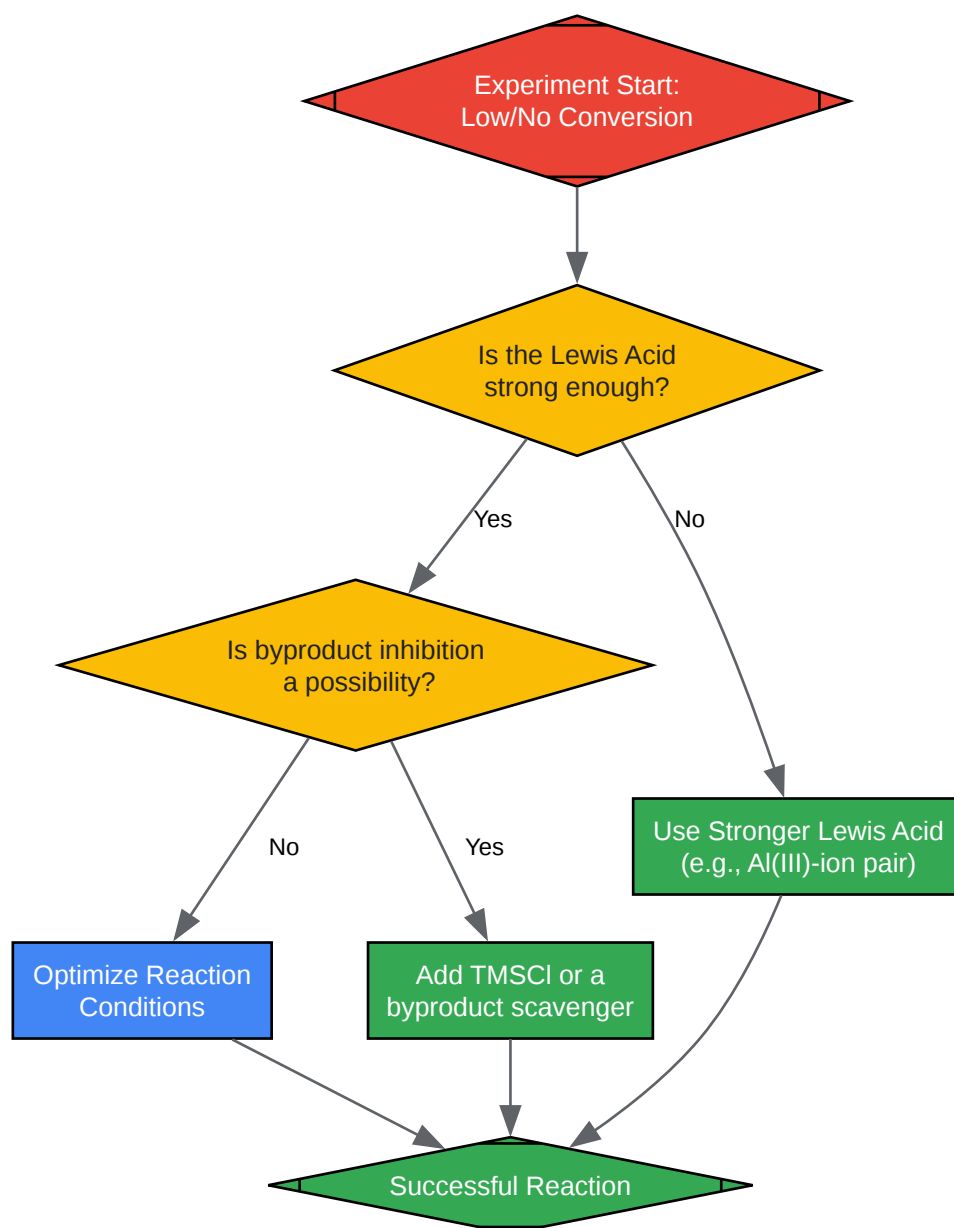 Experiment Start:
Low/No Conversion
Is the Lewis Acid
strong enough?
Yes
No
Is byproduct inhibition
a possibility?
No
Yes
Use Stronger Lewis Acid
(e.g., Al(III)-ion pair)
Optimize Reaction
Conditions
Add TMSCl or a
byproduct scavenger
Successful Reaction